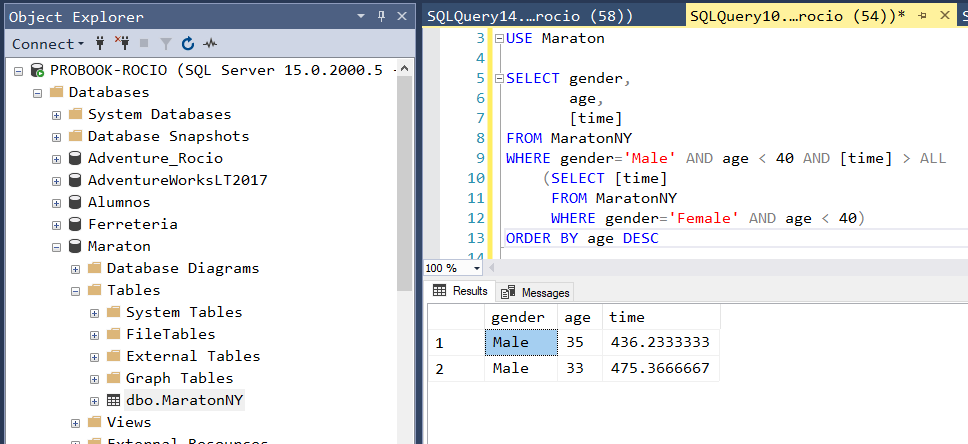 Object Explorer
Connect
PROBOOK-ROCIO (SQL Server 15.0.2000.5 -
Databases
System Databases
Database Snapshots
Adventure_Rocio
AdventureWorksLT2017
Alumnos
Ferreteria
Maraton
Database Diagrams
Tables
System Tables
FileTables
External Tables
Graph Tables
dbo.MaratonNY
Views
External Resources
SQLQuery14....rocio (58))
SQLQuery10....rocio (54))*
3 USE Maraton
4
5 SELECT gender,
6 age,
7 [time]
8 FROM MaratonNY
9 WHERE gender='Male' AND age < 40 AND [time] > ALL
10 (SELECT [time]
11 FROM MaratonNY
12 WHERE gender='Female' AND age < 40)
13 ORDER BY age DESC
14
100 %
Results Messages
gender age time
1 Male 35 436.2333333
2 Male 33 475.3666667